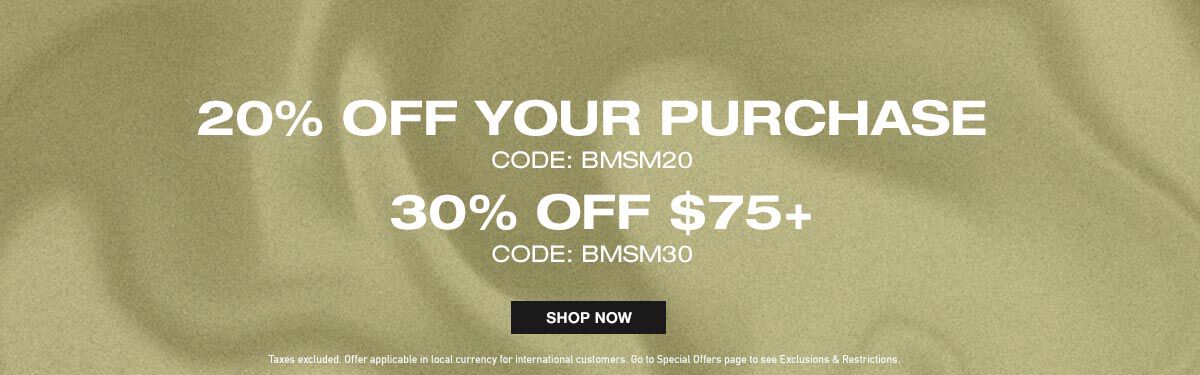 20% OFF YOUR PURCHASE
CODE: BMSM20
30% OFF $75+
CODE: BMSM30
SHOP NOW
Taxes excluded. Offer applicable in local currency for international customers. Go to Special Offers page to see Exclusions & Restrictions.